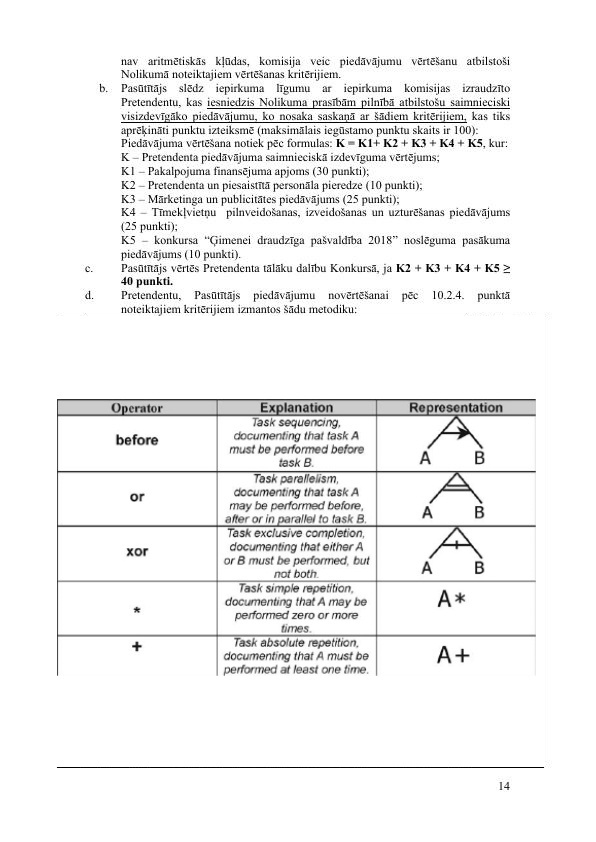 nav aritmētiskās kļūdas, komisija veic piedāvājumu vērtēšanu atbilstoši
Nolikumā noteiktajiem vērtēšanas kritērijiem.
b. Pasūtītājs slēdz iepirkuma līgumu ar iepirkuma komisijas izraudzīto
Pretendentu, kas iesniedzis Nolikuma prasībām pilnībā atbilstošu saimnieciski
visizdevīgāko piedāvājumu, ko nosaka saskaņā ar šādiem kritērijiem, kas tiks
aprēķināti punktu izteiksmē (maksimālais iegūstamo punktu skaits ir 100):
Piedāvājuma vērtēšana notiek pēc formulas: K = K1+ K2 + K3 + K4 + K5, kur:
K – Pretendenta piedāvājuma saimnieciskā izdevīguma vērtējums;
K1 – Pakalpojuma finansējuma apjoms (30 punkti);
K2 – Pretendenta un piesaistītā personāla pieredze (10 punkti);
K3 – Mārketinga un publicitātes piedāvājums (25 punkti);
K4 – Tīmekļvietņu pilnveidošanas, izveidošanas un uzturēšanas piedāvājums
(25 punkti);
K5 – konkursa “Ģimenei draudzīga pašvaldība 2018” noslēguma pasākuma
piedāvājums (10 punkti).
c. Pasūtītājs vērtēs Pretendenta tālāku dalību Konkursā, ja K2 + K3 + K4 + K5 ≥
40 punkti.
d. Pretendentu, Pasūtītājs piedāvājumu novērtēšanai pēc 10.2.4. punktā
noteiktajiem kritērijiem izmantos šādu metodiku:
Operator Explanation Representation
before
Task sequencing,
documenting that task A
must be performed before
task B.
A B
or
Task parallelism,
documenting that task A
may be performed before,
after or in parallel to task B.
A B
xor
Task exclusive completion,
documenting that either A
or B must be performed, but
not both.
A B
*
Task simple repetition,
documenting that A may be
performed zero or more
times.
A*
+
Task absolute repetition,
documenting that A must be
performed at least one time.
A+
14